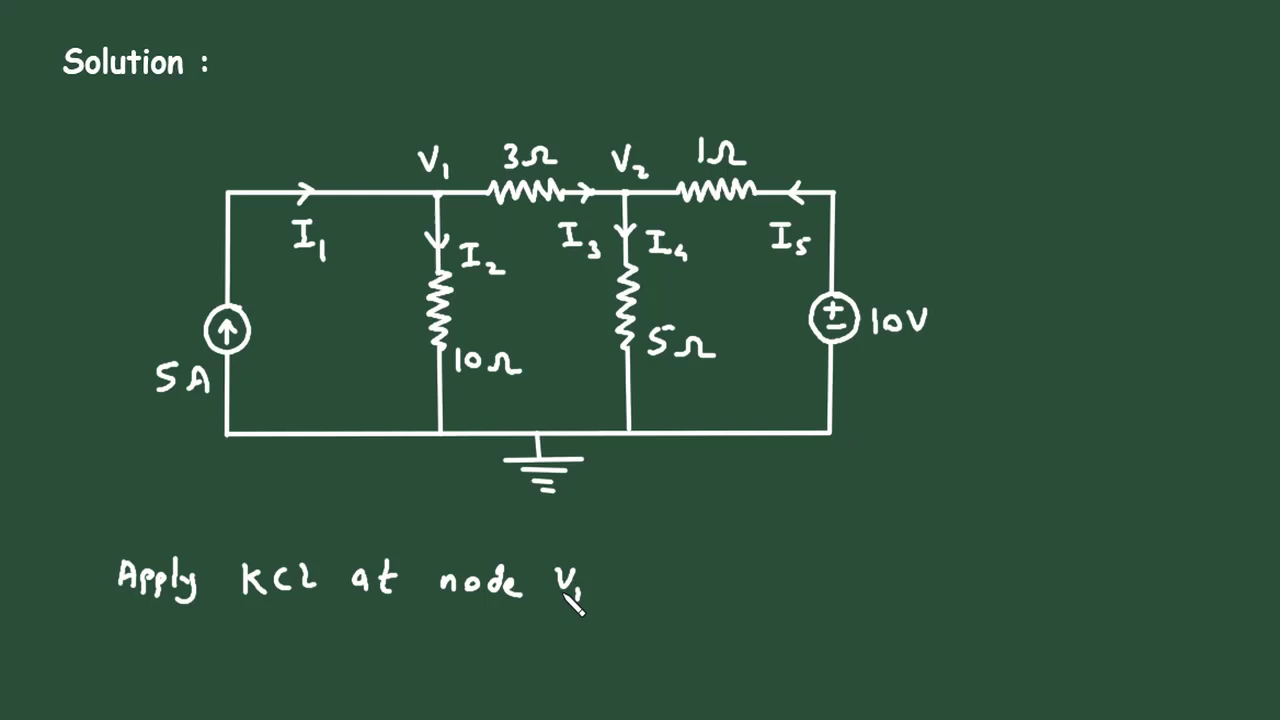 Solution :
V₁ 3Ω V₂ 1Ω
I₁ I₂ I₃ I₄ I₅
5A 10Ω 5Ω + − 10V
Apply KCL at node V₁